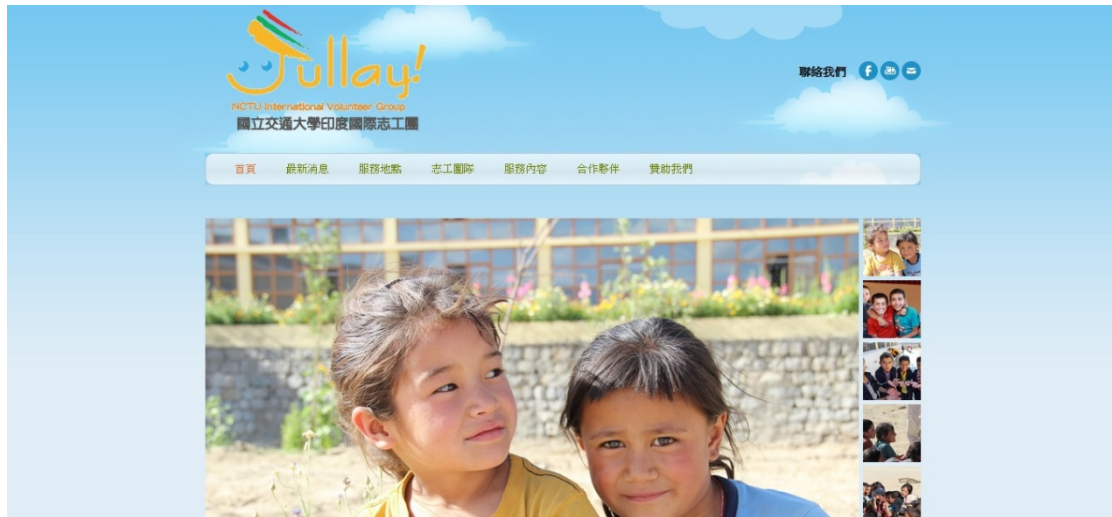 Jullay!
NCTU International Volunteer Group
國立交通大學印度國際志工團
聯絡我們
首頁 最新消息 服務地點 志工團隊 服務內容 合作夥伴 贊助我們